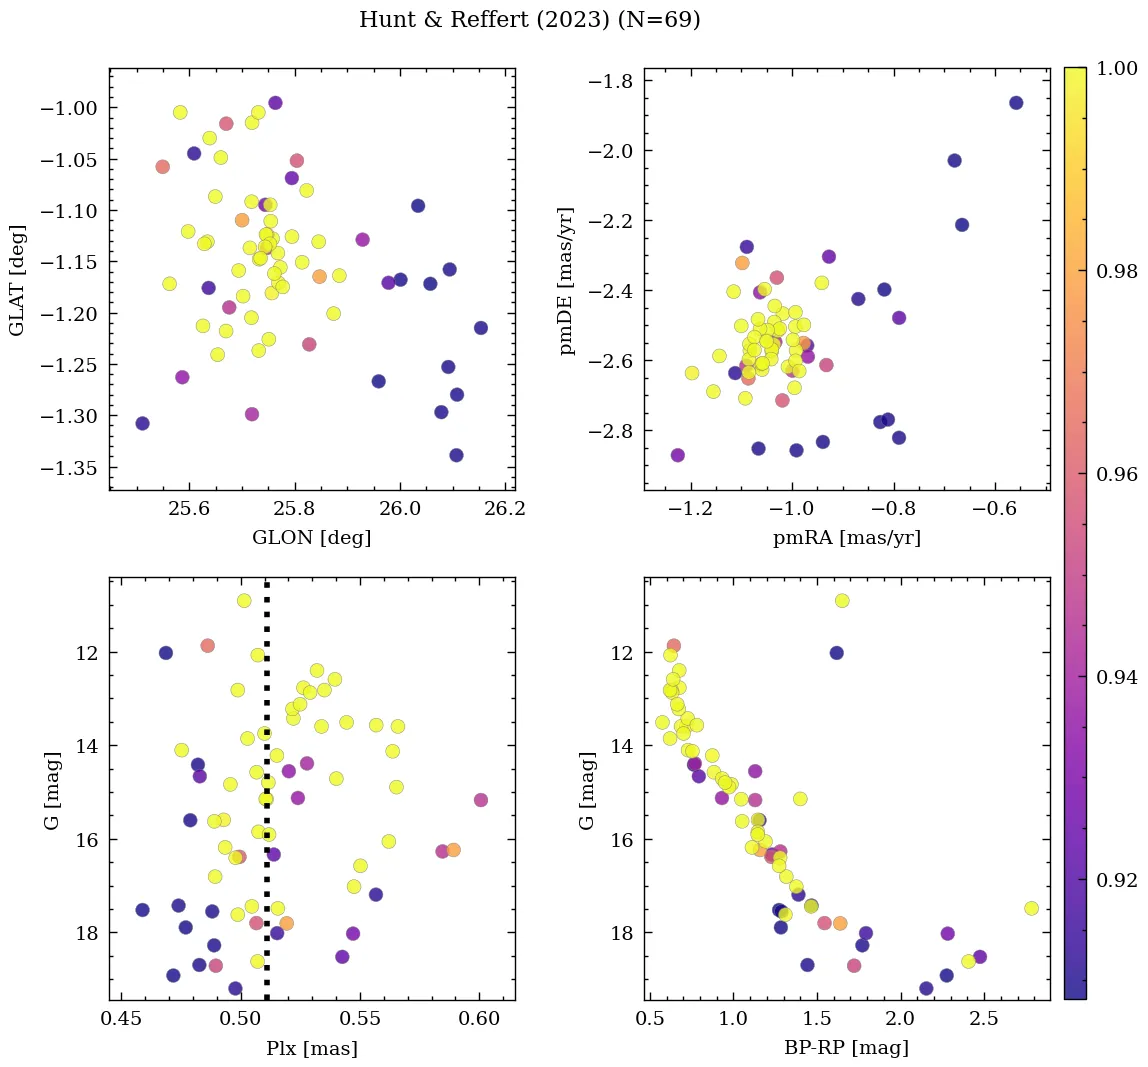 Hunt & Reffert (2023) (N=69)
−1.00
−1.05
−1.10
−1.15
−1.20
−1.25
−1.30
−1.35
GLAT [deg]
25.6 25.8 26.0 26.2
GLON [deg]
−1.8
−2.0
−2.2
−2.4
−2.6
−2.8
pmDE [mas/yr]
−1.2 −1.0 −0.8 −0.6
pmRA [mas/yr]
12
14
16
18
G [mag]
0.45 0.50 0.55 0.60
Plx [mas]
12
14
16
18
G [mag]
0.5 1.0 1.5 2.0 2.5
BP-RP [mag]
1.00
0.98
0.96
0.94
0.92